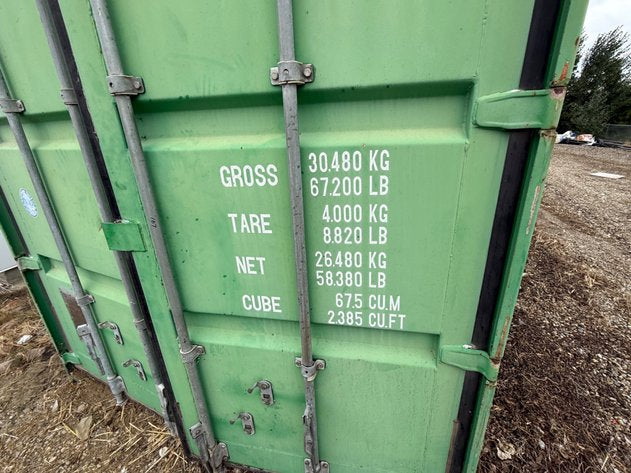 GROSS 30.480 KG
67.200 LB
TARE 4.000 KG
8.820 LB
NET 26.480 KG
58.380 LB
CUBE 67.5 CU.M
2.385 CU.FT